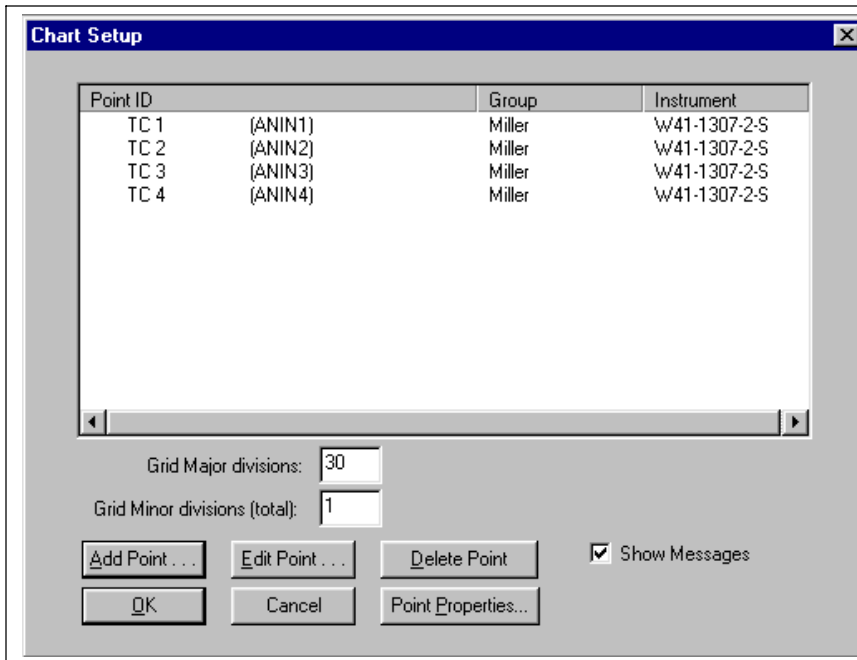 Chart Setup
Point ID Group Instrument
TC 1 (ANIN1) Miller W41-1307-2-S
TC 2 (ANIN2) Miller W41-1307-2-S
TC 3 (ANIN3) Miller W41-1307-2-S
TC 4 (ANIN4) Miller W41-1307-2-S
Grid Major divisions: 30
Grid Minor divisions (total): 1
Add Point . . . Edit Point . . . Delete Point Show Messages
OK Cancel Point Properties...